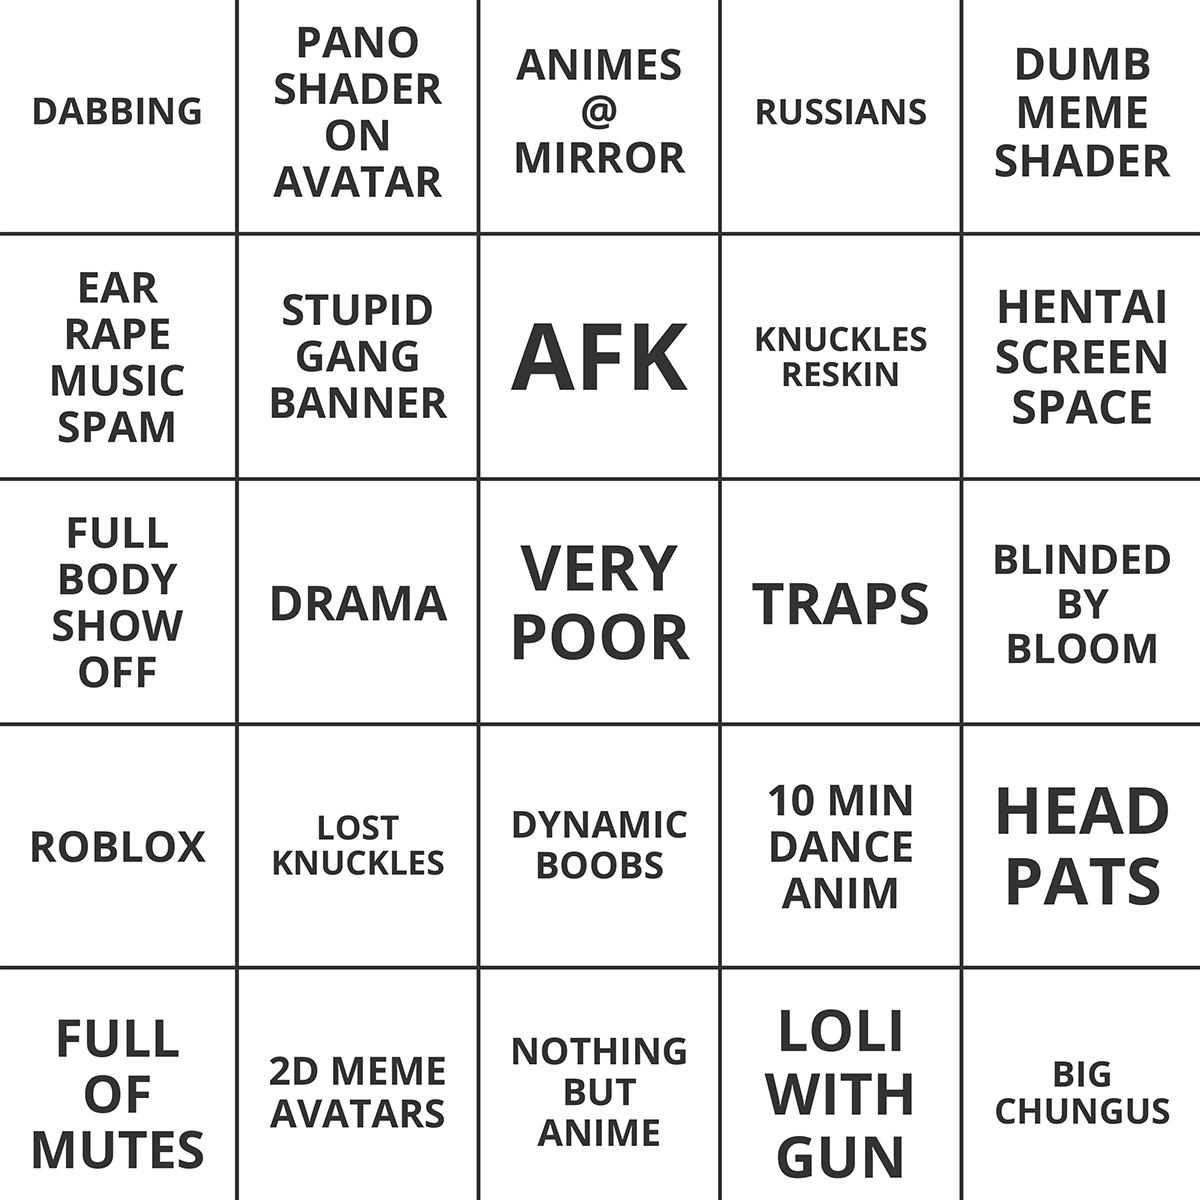 DABBING
PANO
SHADER
ON
AVATAR
ANIMES
@
MIRROR
RUSSIANS
DUMB
MEME
SHADER
EAR
RAPE
MUSIC
SPAM
STUPID
GANG
BANNER
AFK
KNUCKLES
RESKIN
HENTAI
SCREEN
SPACE
FULL
BODY
SHOW
OFF
DRAMA
VERY
POOR
TRAPS
BLINDED
BY
BLOOM
ROBLOX
LOST
KNUCKLES
DYNAMIC
BOOBS
10 MIN
DANCE
ANIM
HEAD
PATS
FULL
OF
MUTES
2D MEME
AVATARS
NOTHING
BUT
ANIME
LOLI
WITH
GUN
BIG
CHUNGUS